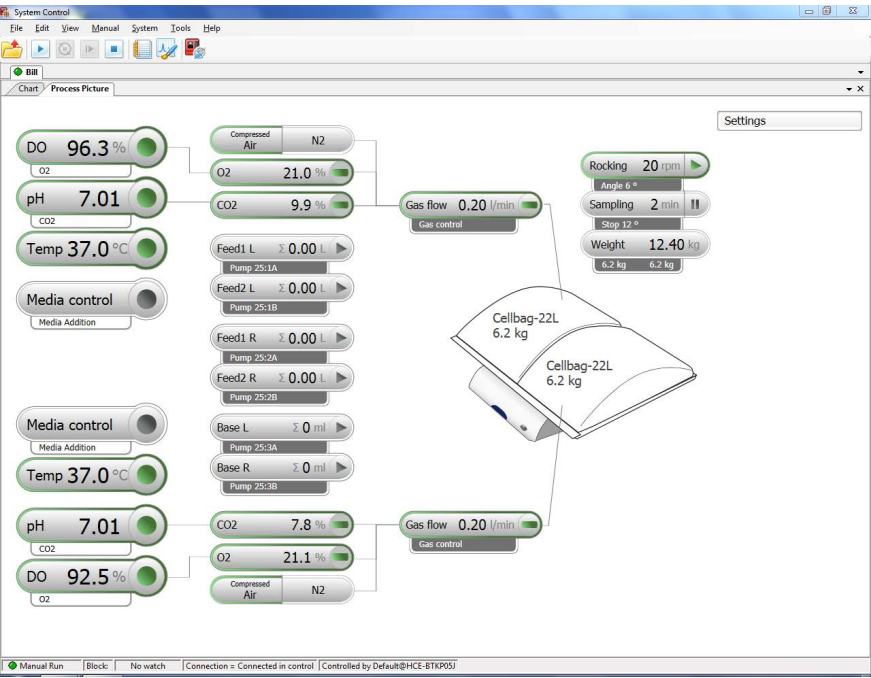 System Control
File Edit View Manual System Tools Help
Bill
Chart Process Picture
Settings
DO 96.3 %
O2
pH 7.01
CO2
Temp 37.0 °C
Media control
Media Addition
Media control
Media Addition
Temp 37.0 °C
pH 7.01
CO2
DO 92.5 %
O2
Compressed
Air N2
O2 21.0 %
CO2 9.9 %
Feed1 L Σ 0.00 L
Pump 25:1A
Feed2 L Σ 0.00 L
Pump 25:1B
Feed1 R Σ 0.00 L
Pump 25:2A
Feed2 R Σ 0.00 L
Pump 25:2B
Base L Σ 0 ml
Pump 25:3A
Base R Σ 0 ml
Pump 25:3B
CO2 7.8 %
O2 21.1 %
Compressed
Air N2
Gas flow 0.20 l/min
Gas control
Gas flow 0.20 l/min
Gas control
Rocking 20 rpm
Angle 6 °
Sampling 2 min
Stop 12 °
Weight 12.40 kg
6.2 kg 6.2 kg
Cellbag-22L
6.2 kg
Cellbag-22L
6.2 kg
Manual Run Block: No watch Connection = Connected in control Controlled by Default@HCE-BTKP05J